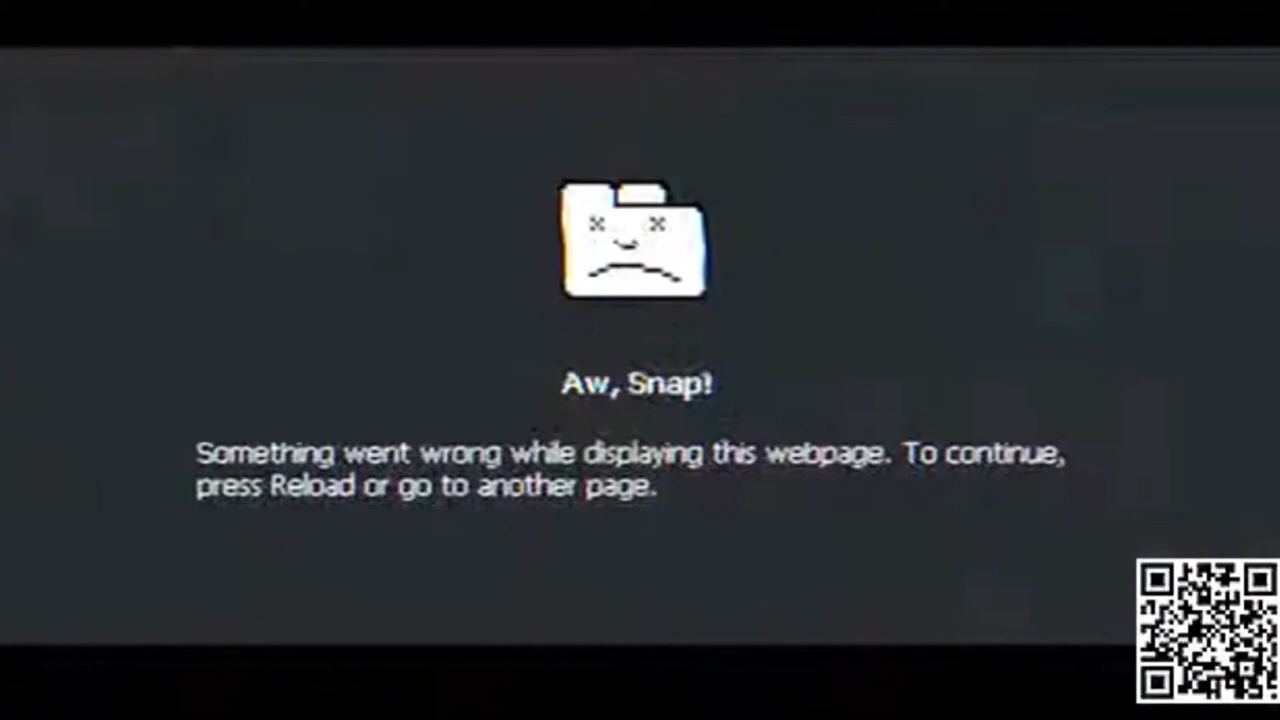 Aw, Snap!
Something went wrong while displaying this webpage. To continue,
press Reload or go to another page.